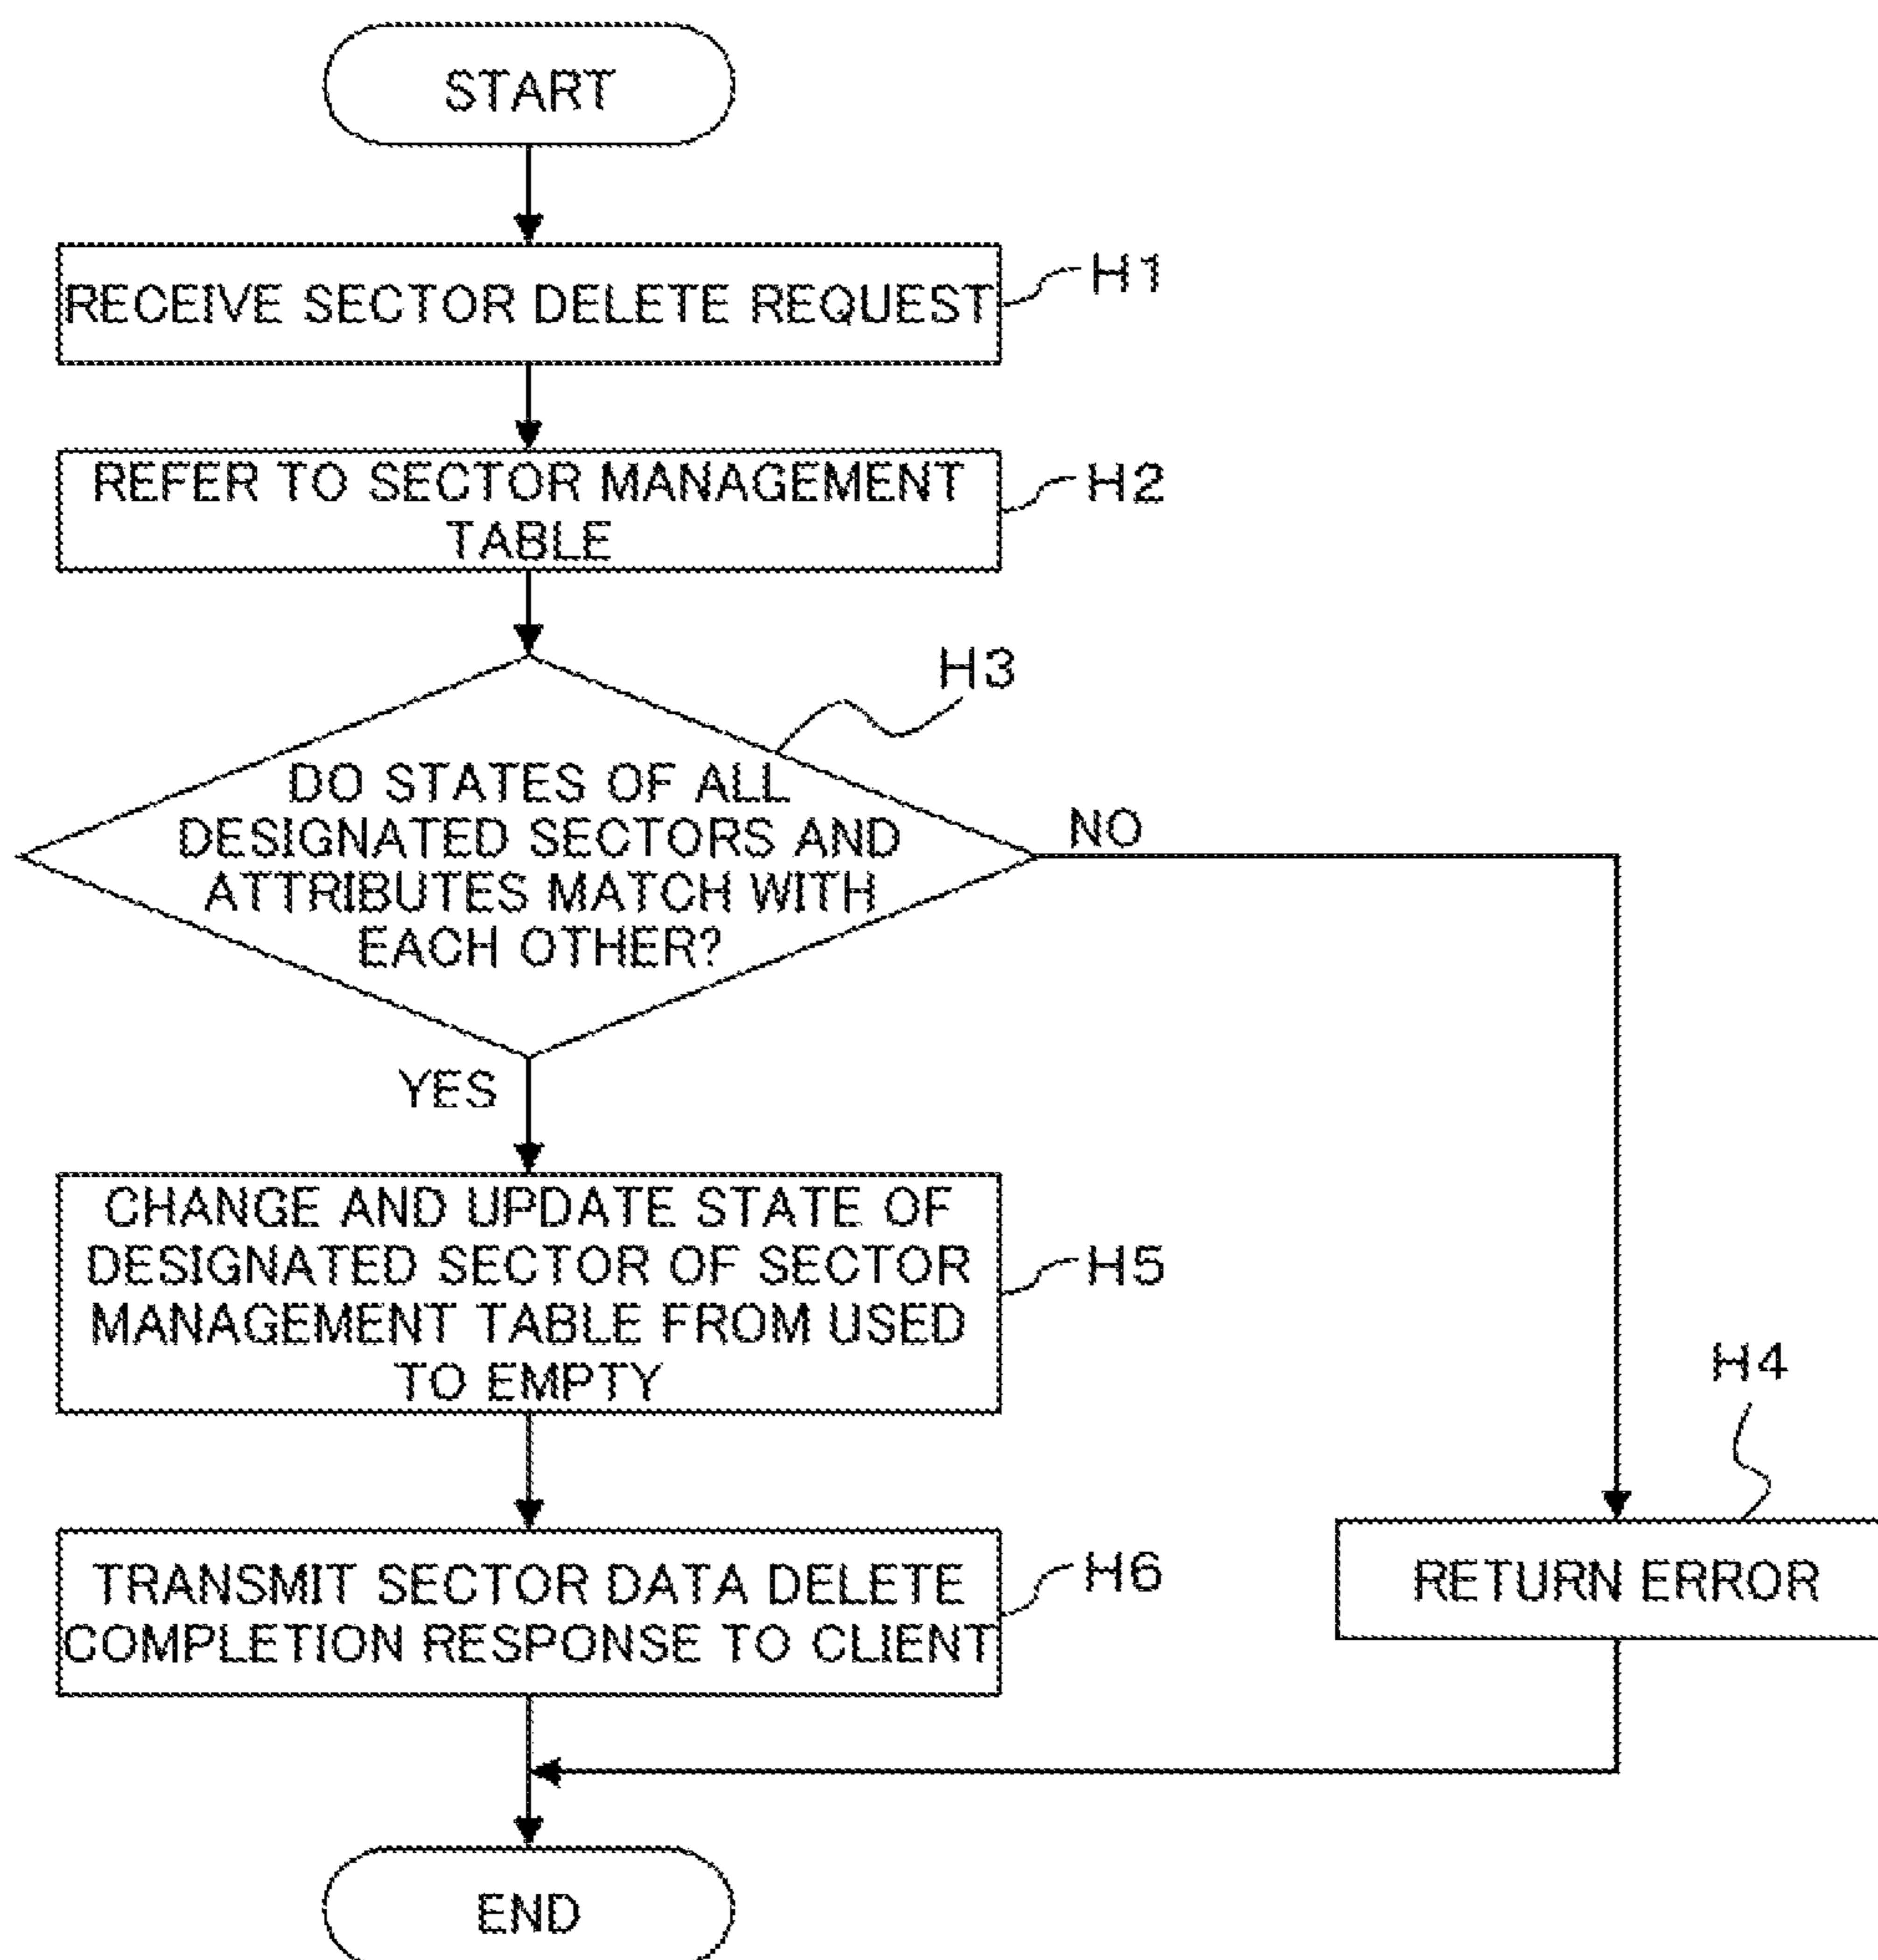 START
RECEIVE SECTOR DELETE REQUEST
H1
REFER TO SECTOR MANAGEMENT
TABLE
H2
H3
DO STATES OF ALL
DESIGNATED SECTORS AND
ATTRIBUTES MATCH WITH
EACH OTHER?
NO
YES
CHANGE AND UPDATE STATE OF
DESIGNATED SECTOR OF SECTOR
MANAGEMENT TABLE FROM USED
TO EMPTY
H5
H4
RETURN ERROR
TRANSMIT SECTOR DATA DELETE
COMPLETION RESPONSE TO CLIENT
H6
END